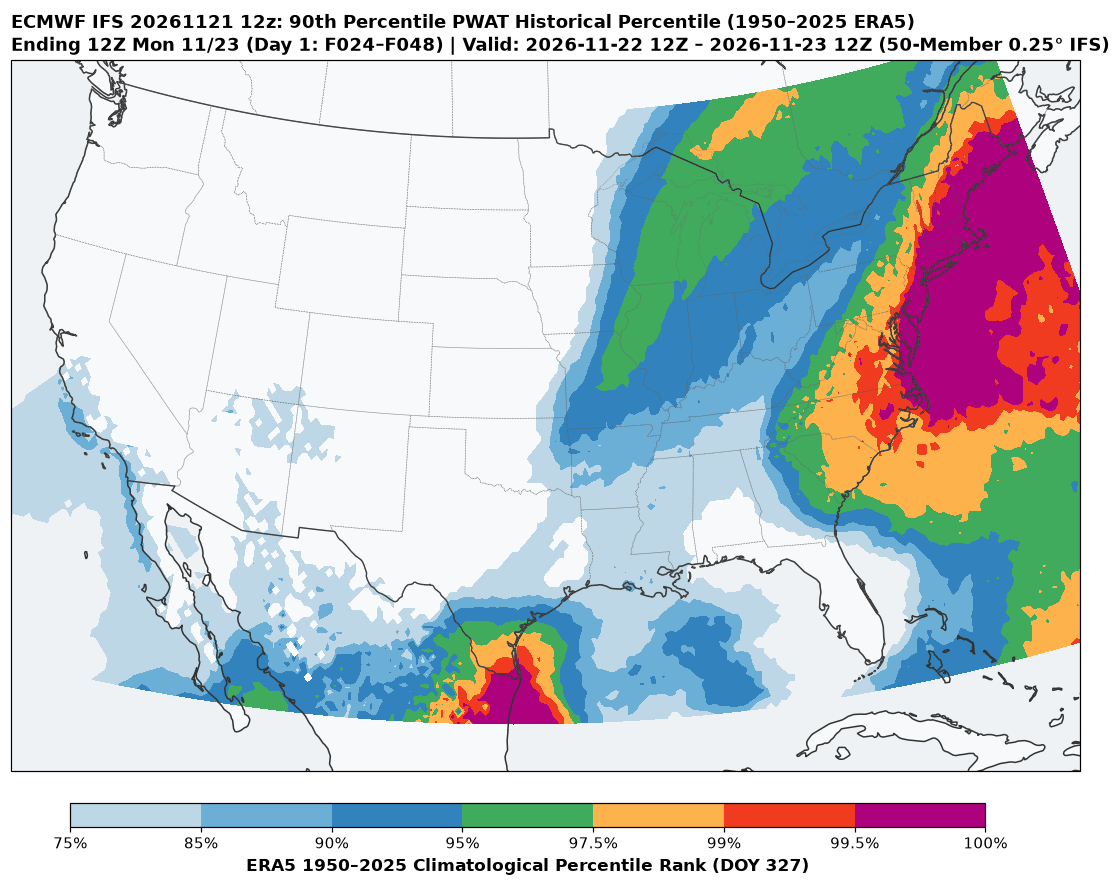 ECMWF IFS 20261121 12z: 90th Percentile PWAT Historical Percentile (1950–2025 ERA5)
Ending 12Z Mon 11/23 (Day 1: F024–F048) | Valid: 2026-11-22 12Z – 2026-11-23 12Z (50-Member 0.25° IFS)
75% 85% 90% 95% 97.5% 99% 99.5% 100%
ERA5 1950–2025 Climatological Percentile Rank (DOY 327)